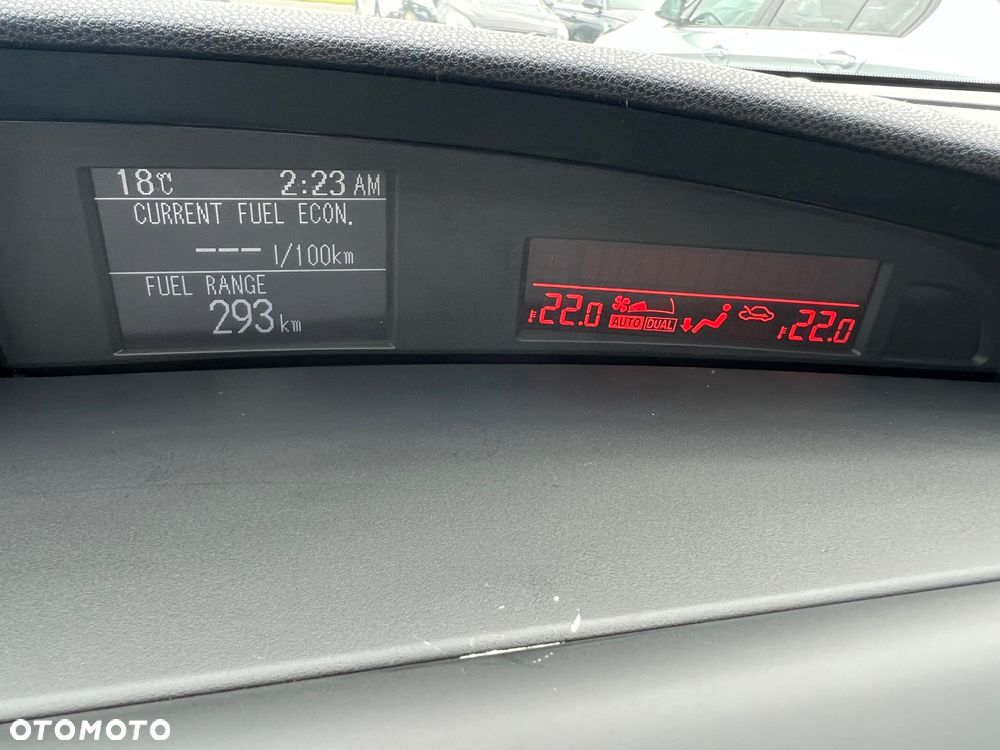 18°C 2:23 AM
CURRENT FUEL ECON.
--- l/100km
FUEL RANGE
293 km
22.0 AUTO DUAL 22.0
OTOMOTO